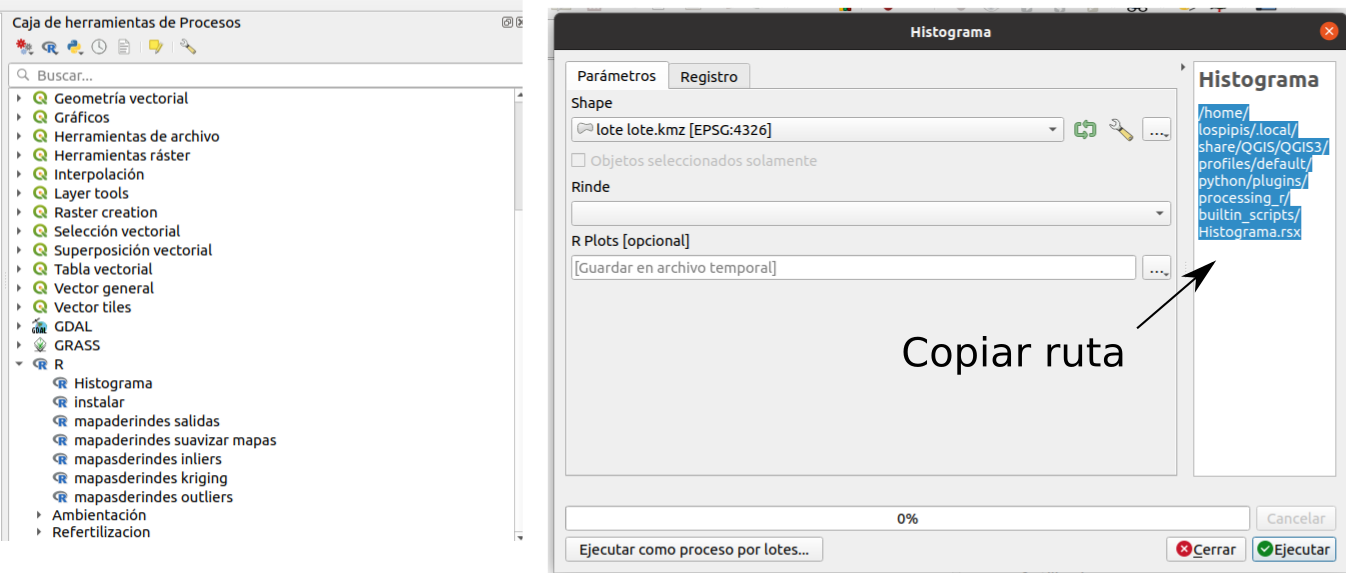 Caja de herramientas de Procesos
Buscar...
Geometría vectorial
Gráficos
Herramientas de archivo
Herramientas ráster
Interpolación
Layer tools
Raster creation
Selección vectorial
Superposición vectorial
Tabla vectorial
Vector general
Vector tiles
GDAL
GRASS
R
Histograma
instalar
mapaderindes salidas
mapaderindes suavizar mapas
mapasderindes inliers
mapasderindes kriging
mapasderindes outliers
Ambientación
Refertilizacion
Histograma
Parámetros Registro
Shape
lote lote.kmz [EPSG:4326]
...
Objetos seleccionados solamente
Rinde
R Plots [opcional]
[Guardar en archivo temporal]
...
Histograma
/home/
lospipis/.local/
share/QGIS/QGIS3/
profiles/default/
python/plugins/
processing_r/
builtin_scripts/
Histograma.rsx
Copiar ruta
0%
Cancelar
Ejecutar como proceso por lotes...
Cerrar
Ejecutar